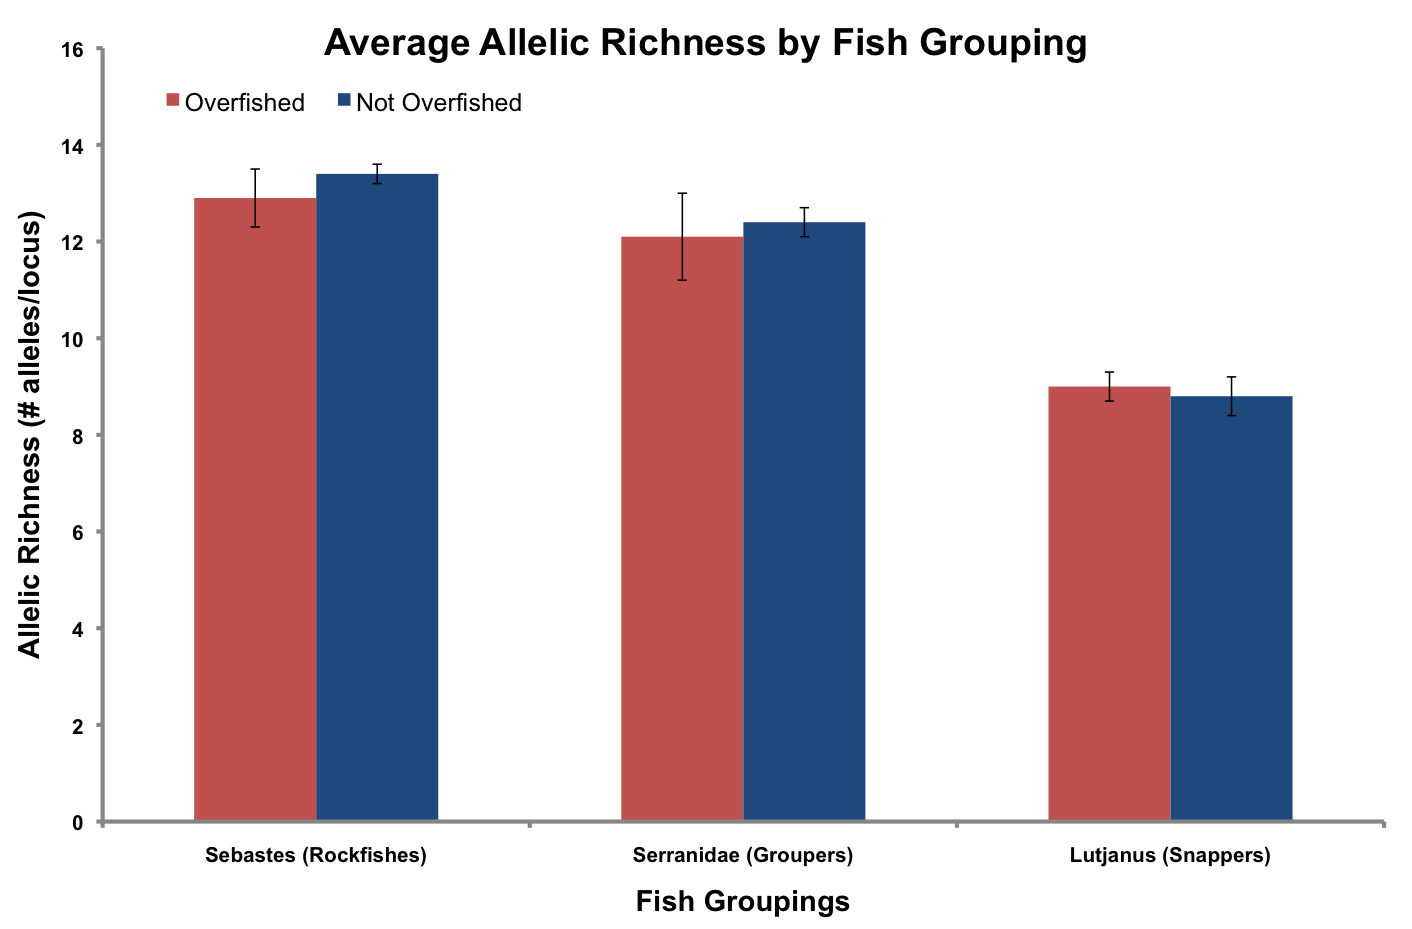 Average Allelic Richness by Fish Grouping
Overfished
Not Overfished
Allelic Richness (# alleles/locus)
16
14
12
10
8
6
4
2
0
Sebastes (Rockfishes)
Serranidae (Groupers)
Lutjanus (Snappers)
Fish Groupings